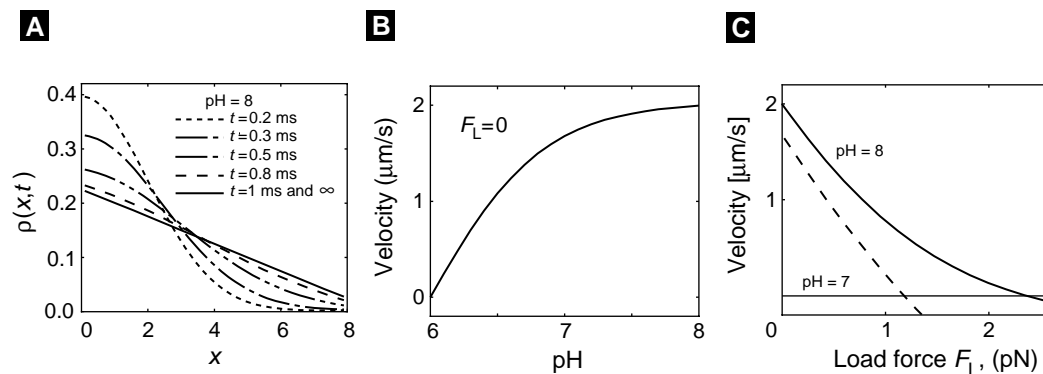 A
ρ(x,t)
0.4
0.3
0.2
0.1
0.0
pH = 8
t=0.2 ms
t=0.3 ms
t=0.5 ms
t=0.8 ms
t=1 ms and ∞
0 2 4 6 8
x
B
Velocity (μm/s)
2
1
0
F_L=0
6 7 8
pH
C
Velocity [μm/s]
2
1
0
pH = 8
pH = 7
1 2
Load force F_L, (pN)